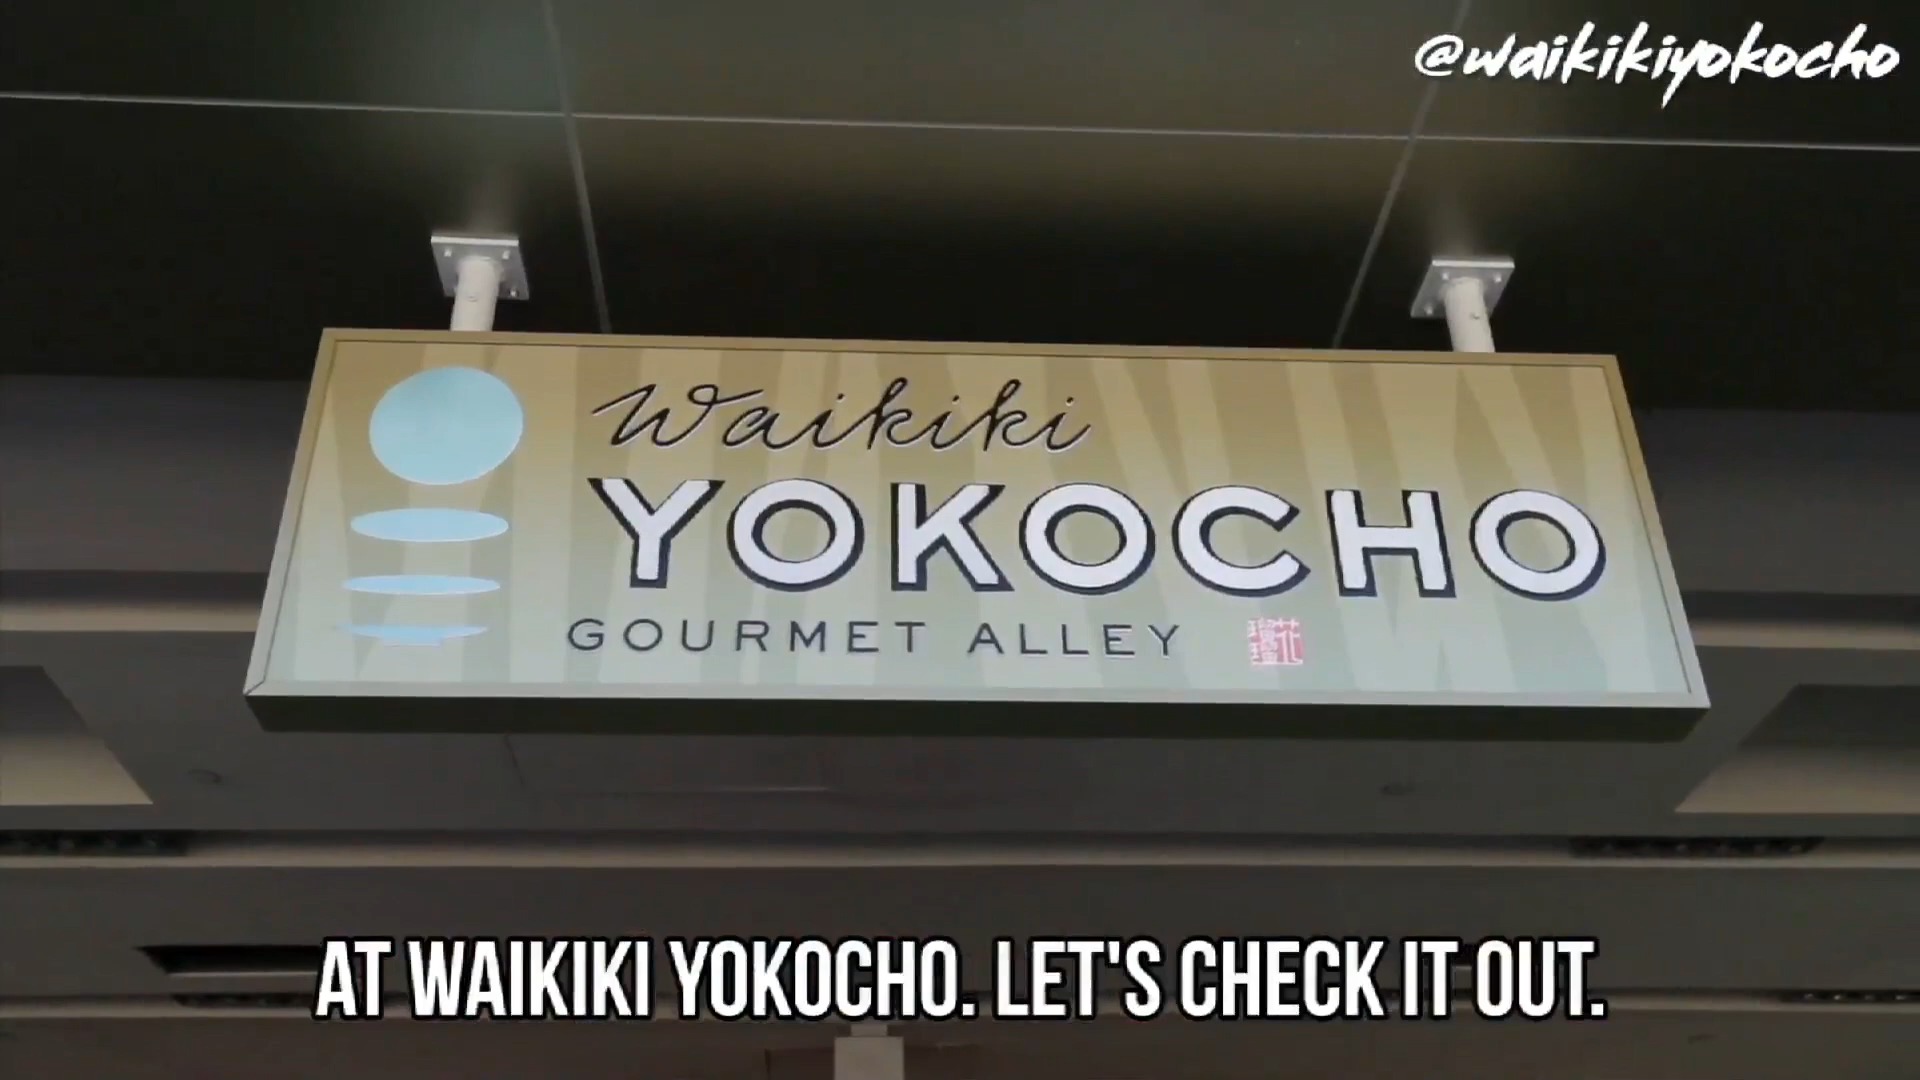 @waikikiyokocho
Waikiki
YOKOCHO
GOURMET ALLEY
AT WAIKIKI YOKOCHO. LET'S CHECK IT OUT.